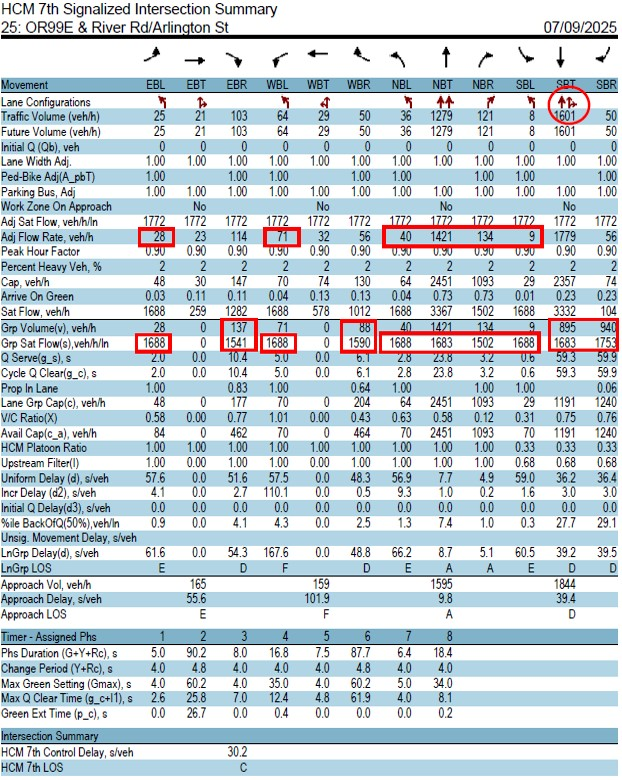 HCM 7th Signalized Intersection Summary
25: OR99E & River Rd/Arlington St 07/09/2025
Movement EBL EBT EBR WBL WBT WBR NBL NBT NBR SBL SBT SBR
Lane Configurations
Traffic Volume (veh/h) 25 21 103 64 29 50 36 1279 121 8 1601 50
Future Volume (veh/h) 25 21 103 64 29 50 36 1279 121 8 1601 50
Initial Q (Qb), veh 0 0 0 0 0 0 0 0 0 0 0 0
Lane Width Adj. 1.00 1.00 1.00 1.00 1.00 1.00 1.00 1.00 1.00 1.00 1.00 1.00
Ped-Bike Adj(A_pbT) 1.00 1.00 1.00 1.00 1.00 1.00 1.00 1.00
Parking Bus, Adj 1.00 1.00 1.00 1.00 1.00 1.00 1.00 1.00 1.00 1.00 1.00 1.00
Work Zone On Approach No No No No
Adj Sat Flow, veh/h/ln 1772 1772 1772 1772 1772 1772 1772 1772 1772 1772 1772 1772
Adj Flow Rate, veh/h 28 23 114 71 32 56 40 1421 134 9 1779 56
Peak Hour Factor 0.90 0.90 0.90 0.90 0.90 0.90 0.90 0.90 0.90 0.90 0.90 0.90
Percent Heavy Veh, % 2 2 2 2 2 2 2 2 2 2 2 2
Cap, veh/h 48 30 147 70 74 130 64 2451 1093 29 2357 74
Arrive On Green 0.03 0.11 0.11 0.04 0.13 0.13 0.04 0.73 0.73 0.01 0.23 0.23
Sat Flow, veh/h 1688 259 1282 1688 578 1012 1688 3367 1502 1688 3332 104
Grp Volume(v), veh/h 28 0 137 71 0 88 40 1421 134 9 895 940
Grp Sat Flow(s),veh/h/ln 1688 0 1541 1688 0 1590 1688 1683 1502 1688 1683 1753
Q Serve(g_s), s 2.0 0.0 10.4 5.0 0.0 6.1 2.8 23.8 3.2 0.6 59.3 59.9
Cycle Q Clear(g_c), s 2.0 0.0 10.4 5.0 0.0 6.1 2.8 23.8 3.2 0.6 59.3 59.9
Prop In Lane 1.00 0.83 1.00 0.64 1.00 1.00 1.00 0.06
Lane Grp Cap(c), veh/h 48 0 177 70 0 204 64 2451 1093 29 1191 1240
V/C Ratio(X) 0.58 0.00 0.77 1.01 0.00 0.43 0.63 0.58 0.12 0.31 0.75 0.76
Avail Cap(c_a), veh/h 84 0 462 70 0 464 70 2451 1093 70 1191 1240
HCM Platoon Ratio 1.00 1.00 1.00 1.00 1.00 1.00 1.00 1.00 1.00 0.33 0.33 0.33
Upstream Filter(I) 1.00 0.00 1.00 1.00 0.00 1.00 1.00 1.00 1.00 0.68 0.68 0.68
Uniform Delay (d), s/veh 57.6 0.0 51.6 57.5 0.0 48.3 56.9 7.7 4.9 59.0 36.2 36.4
Incr Delay (d2), s/veh 4.1 0.0 2.7 110.1 0.0 0.5 9.3 1.0 0.2 1.6 3.0 3.0
Initial Q Delay(d3), s/veh 0.0 0.0 0.0 0.0 0.0 0.0 0.0 0.0 0.0 0.0 0.0 0.0
%ile BackOfQ(50%),veh/ln 0.9 0.0 4.1 4.3 0.0 2.5 1.3 7.4 1.0 0.3 27.7 29.1
Unsig. Movement Delay, s/veh
LnGrp Delay(d), s/veh 61.6 0.0 54.3 167.6 0.0 48.8 66.2 8.7 5.1 60.5 39.2 39.5
LnGrp LOS E D F D E A A E D D
Approach Vol, veh/h 165 159 1595 1844
Approach Delay, s/veh 55.6 101.9 9.8 39.4
Approach LOS E F A D
Timer - Assigned Phs 1 2 3 4 5 6 7 8
Phs Duration (G+Y+Rc), s 5.0 90.2 8.0 16.8 7.5 87.7 6.4 18.4
Change Period (Y+Rc), s 4.0 4.8 4.0 4.0 4.0 4.8 4.0 4.0
Max Green Setting (Gmax), s 4.0 60.2 4.0 35.0 4.0 60.2 5.0 34.0
Max Q Clear Time (g_c+I1), s 2.6 25.8 7.0 12.4 4.8 61.9 4.0 8.1
Green Ext Time (p_c), s 0.0 26.7 0.0 0.4 0.0 0.0 0.0 0.2
Intersection Summary
HCM 7th Control Delay, s/veh 30.2
HCM 7th LOS C